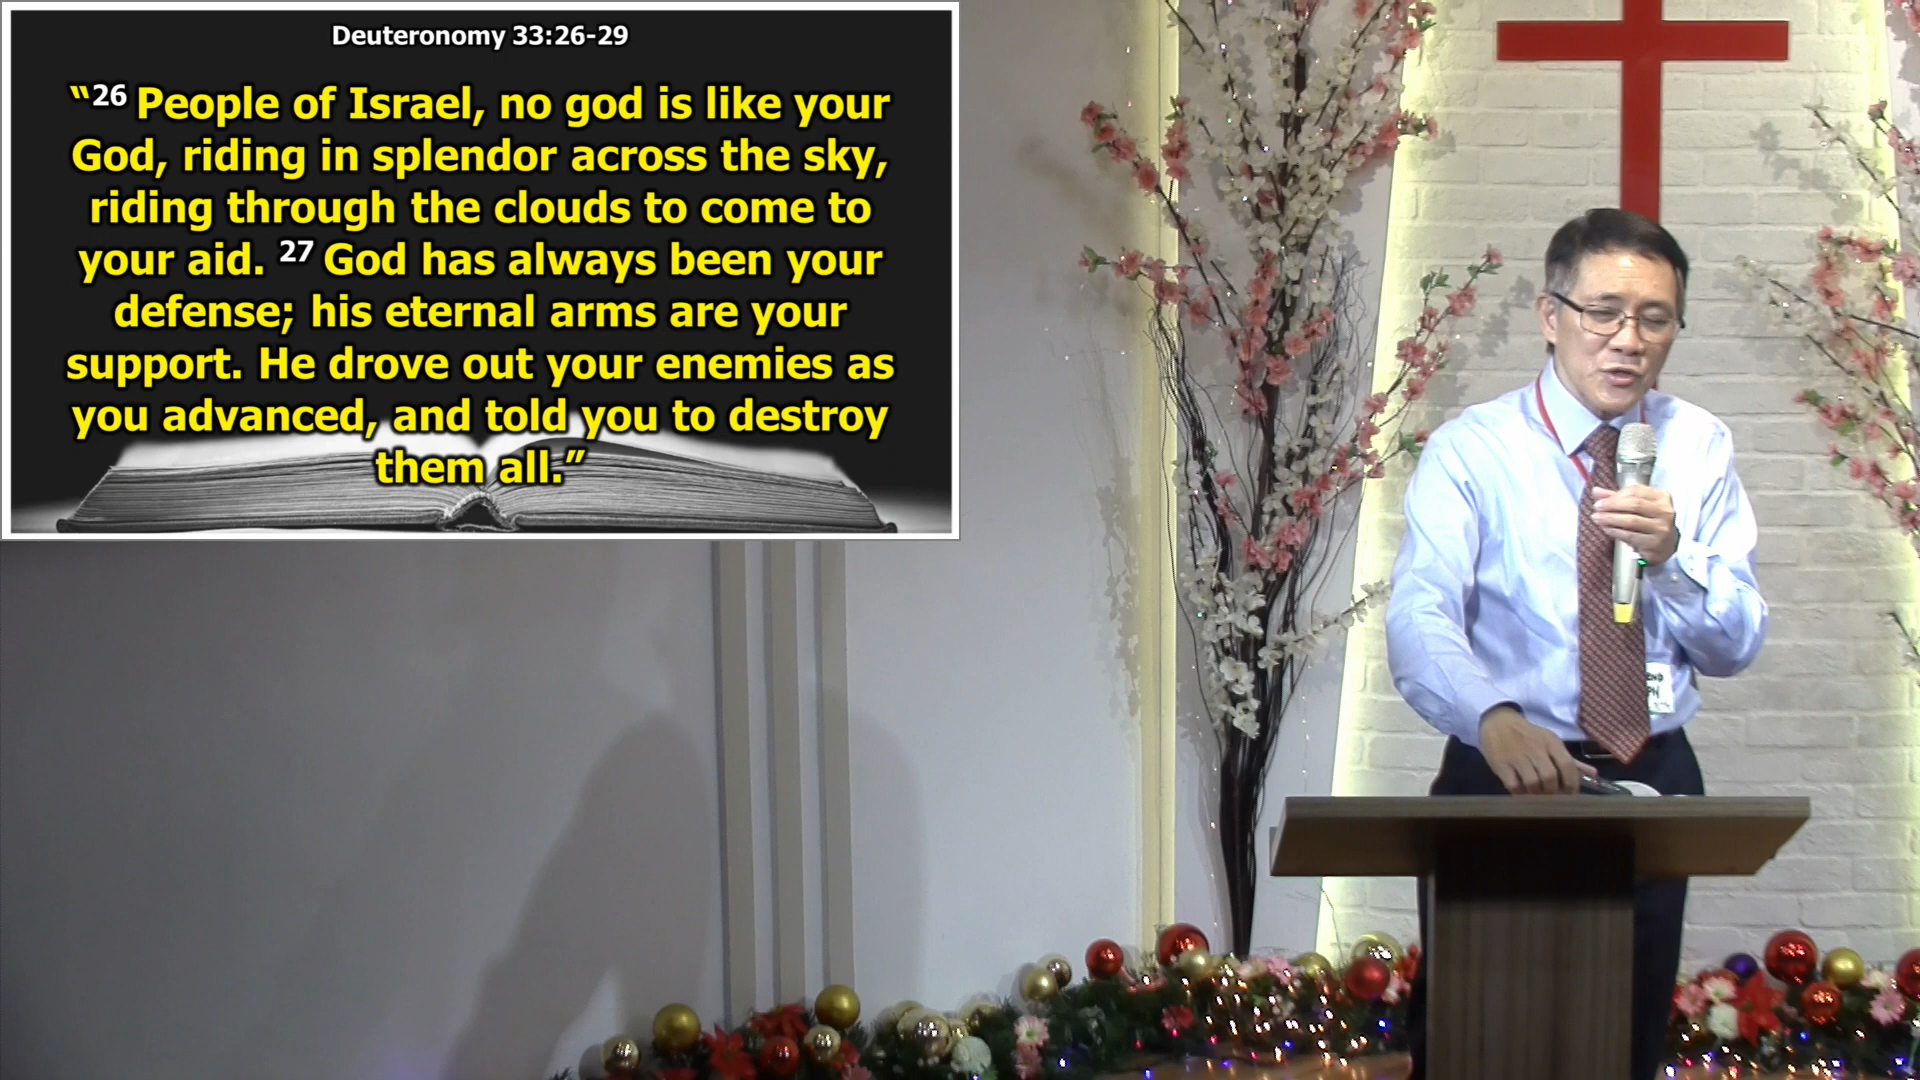 Deuteronomy 33:26-29
“26 People of Israel, no god is like your
God, riding in splendor across the sky,
riding through the clouds to come to
your aid. 27 God has always been your
defense; his eternal arms are your
support. He drove out your enemies as
you advanced, and told you to destroy
them all.”